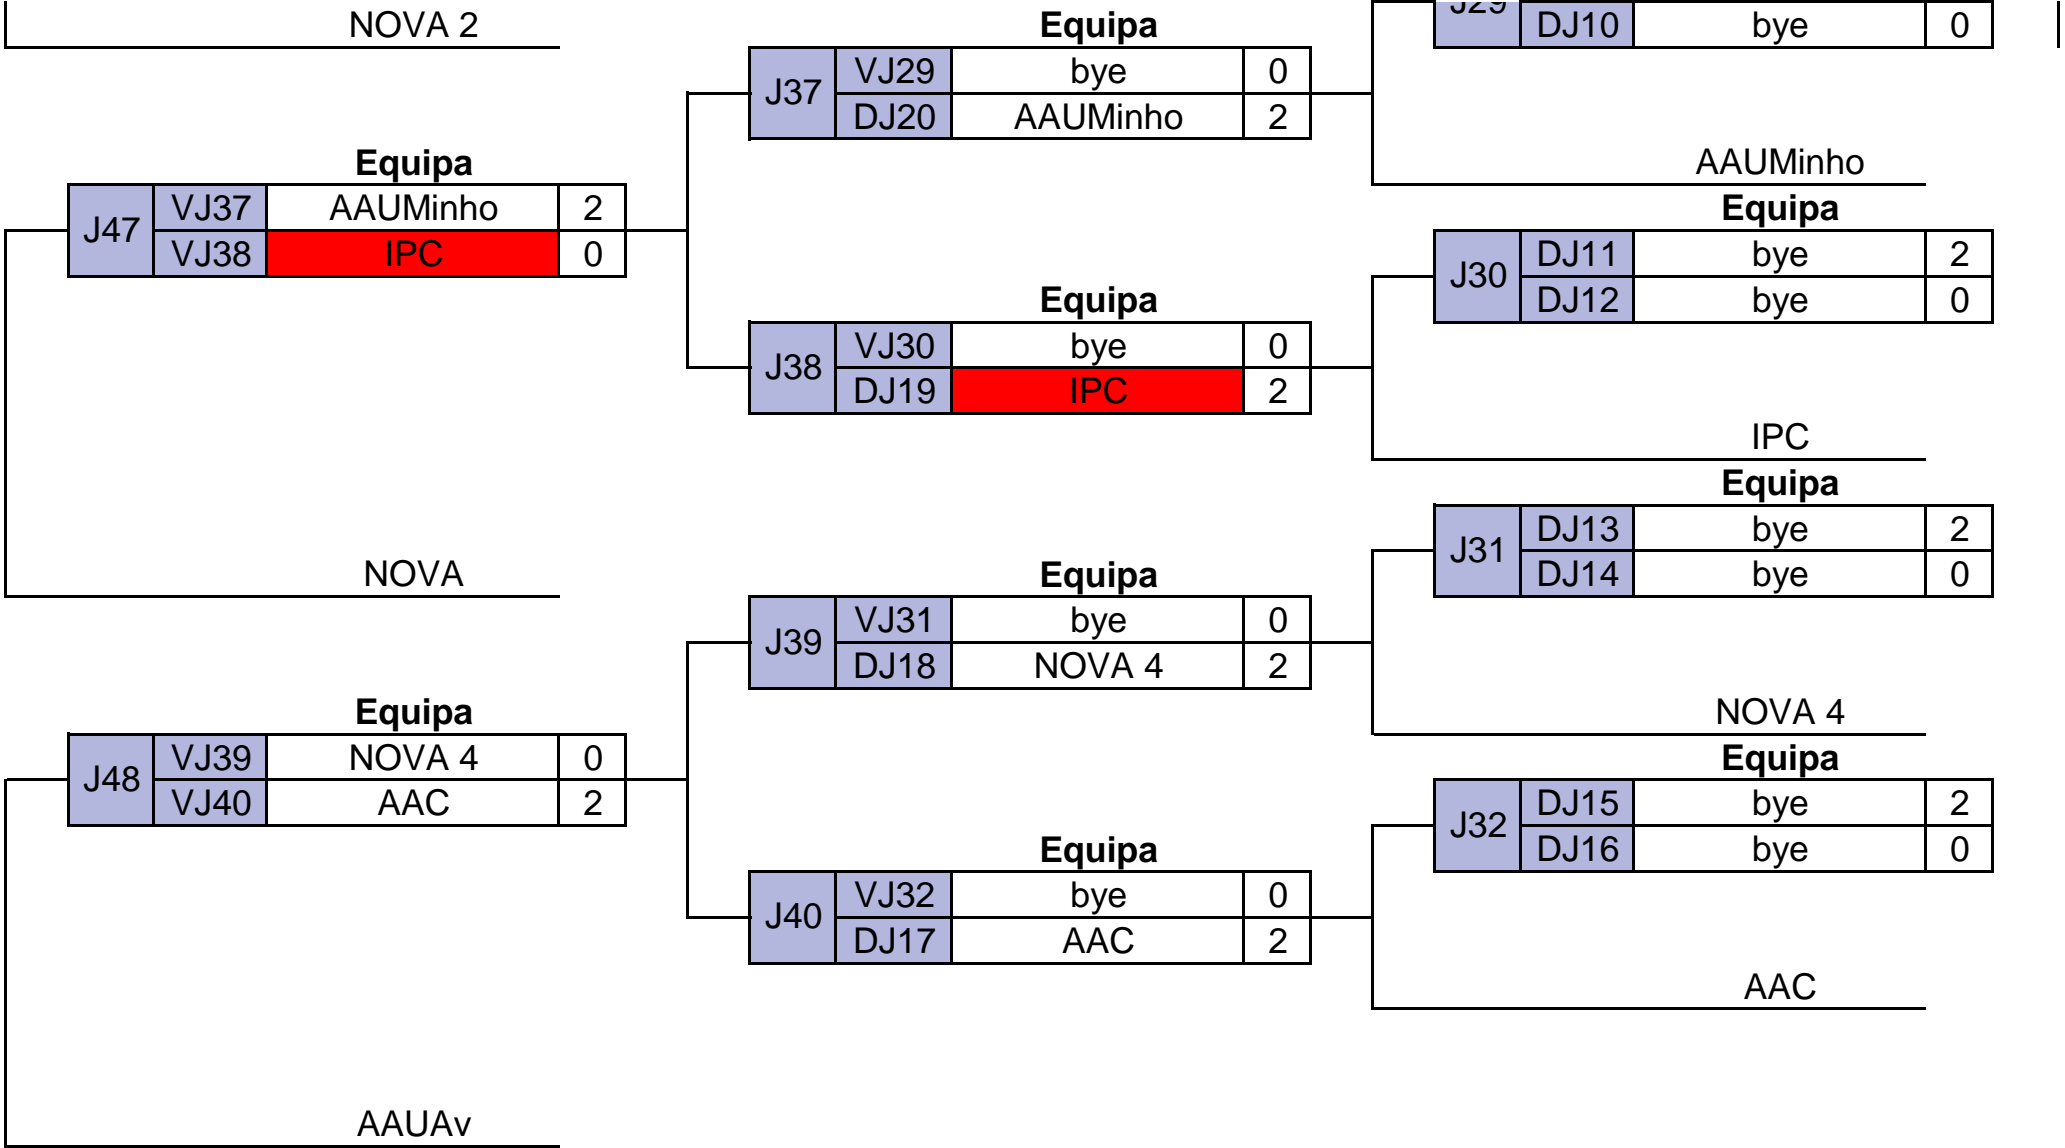 NOVA 2
Equipa
J29 DJ10 bye 0
J37 VJ29 bye 0
DJ20 AAUMinho 2
AAUMinho
Equipa
J47 VJ37 AAUMinho 2
VJ38 IPC 0
Equipa
J30 DJ11 bye 2
DJ12 bye 0
Equipa
J38 VJ30 bye 0
DJ19 IPC 2
IPC
Equipa
J31 DJ13 bye 2
DJ14 bye 0
NOVA
Equipa
J39 VJ31 bye 0
DJ18 NOVA 4 2
NOVA 4
Equipa
J48 VJ39 NOVA 4 0
VJ40 AAC 2
Equipa
J32 DJ15 bye 2
DJ16 bye 0
Equipa
J40 VJ32 bye 0
DJ17 AAC 2
AAC
AAUAv